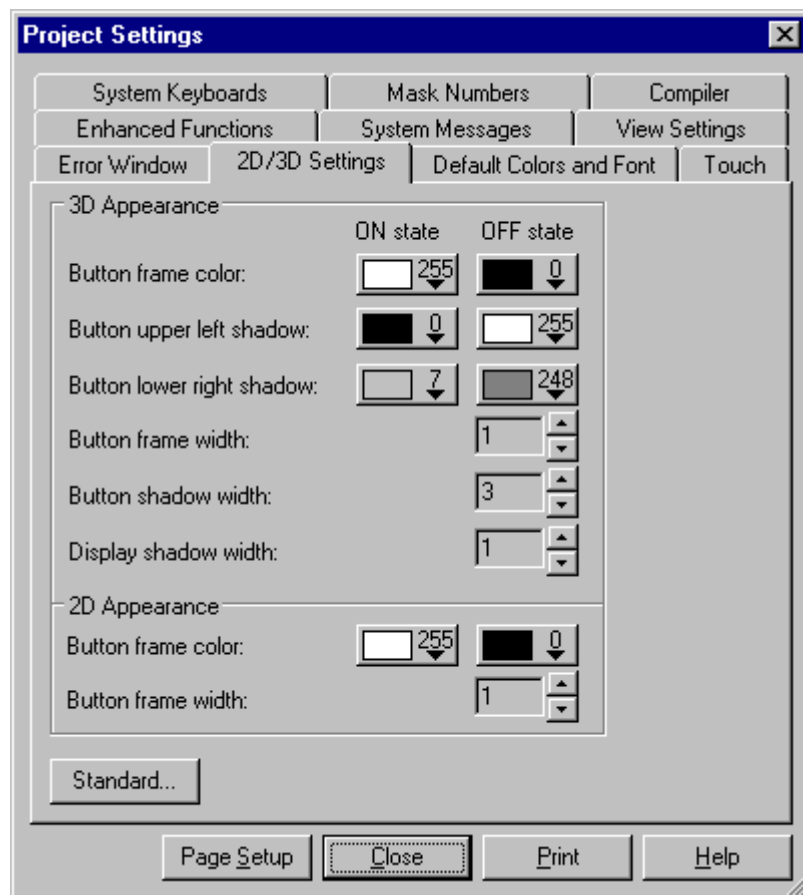 Project Settings
System Keyboards Mask Numbers Compiler
Enhanced Functions System Messages View Settings
Error Window 2D/3D Settings Default Colors and Font Touch
3D Appearance
ON state OFF state
Button frame color: 255 0
Button upper left shadow: 0 255
Button lower right shadow: 7 248
Button frame width: 1
Button shadow width: 3
Display shadow width: 1
2D Appearance
Button frame color: 255 0
Button frame width: 1
Standard...
Page Setup Close Print Help